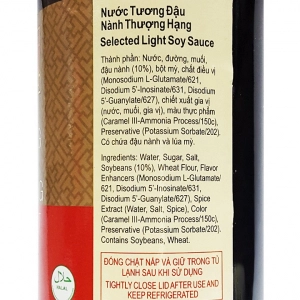 Nước Tương Đậu
Nành Thượng Hạng
Selected Light Soy Sauce
Thành phần: Nước, đường, muối,
đậu nành (10%), bột mỳ, chất điều vị
(Monosodium L-Glutamate/621,
Disodium 5'-Inosinate/631, Disodium
5'-Guanylate/627), chiết xuất gia vị
(nước, muối, gia vị), màu thực phẩm
(Caramel III-Ammonia Process/150c),
Preservative (Potassium Sorbate/202).
Có chứa đậu nành và lúa mỳ.
Ingredients: Water, Sugar, Salt,
Soybeans (10%), Wheat Flour, Flavor
Enhancers (Monosodium L-Glutamate/
621, Disodium 5'-Inosinate/631,
Disodium 5'-Guanylate/627), Spice
Extract (Water, Salt, Spice), Color
(Caramel III-Ammonia Process/150c),
Preservative (Potassium Sorbate/202).
Contains Soybeans, Wheat.
ĐÓNG CHẶT NẮP VÀ GIỮ TRONG TỦ
LẠNH SAU KHI SỬ DỤNG
TIGHTLY CLOSE LID AFTER USE AND
KEEP REFRIGERATED
حلال
HALAL